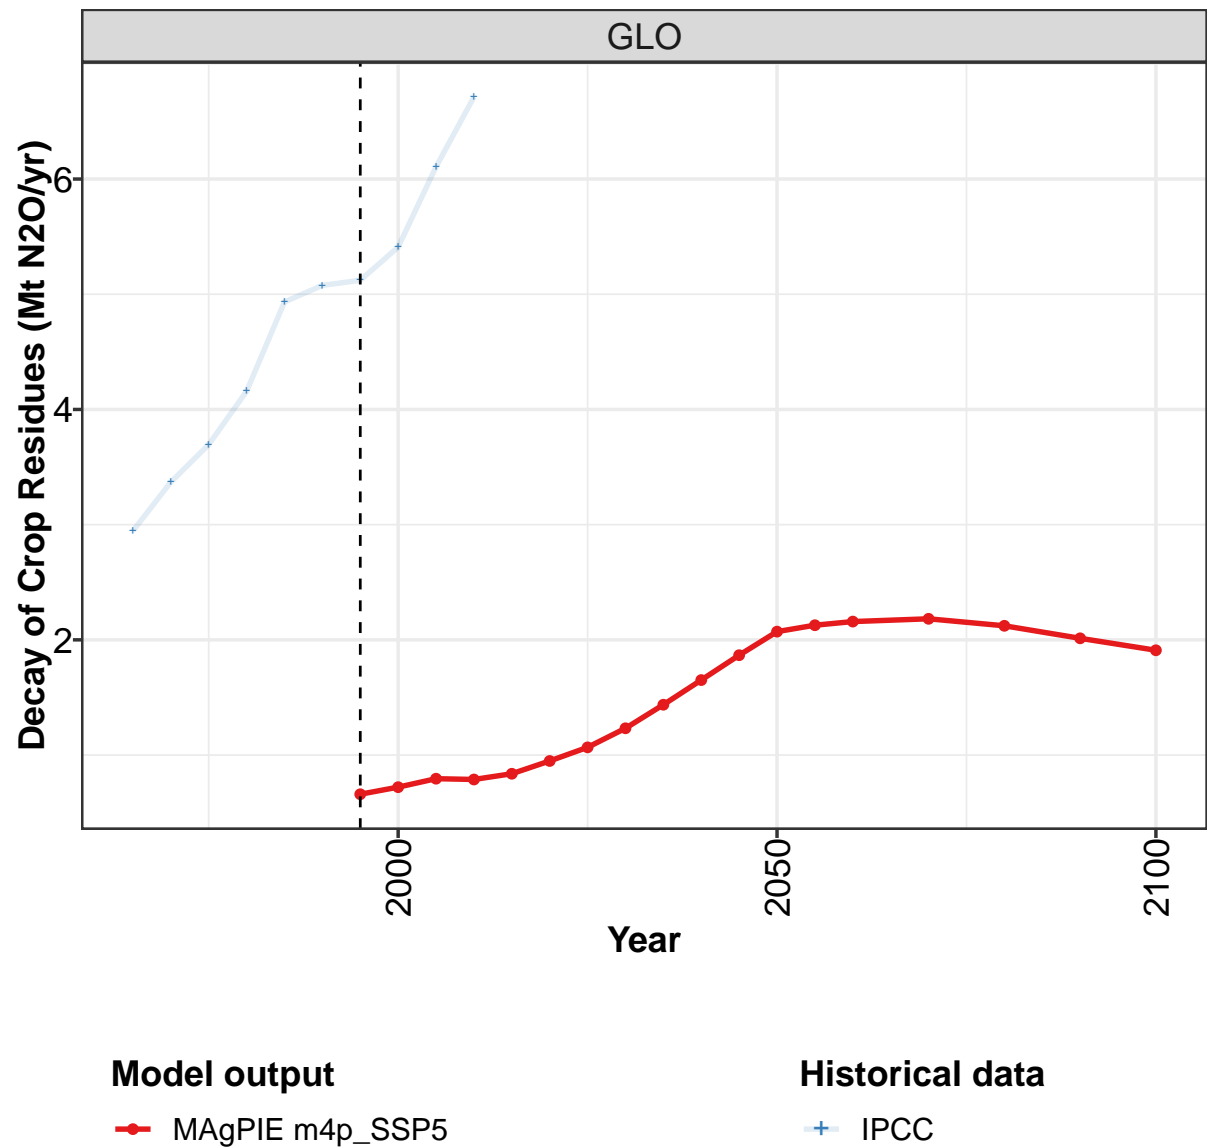 GLO
Decay of Crop Residues (Mt N2O/yr)
6
4
2
2000
2050
2100
Year
Model output
MAgPIE m4p_SSP5
Historical data
IPCC